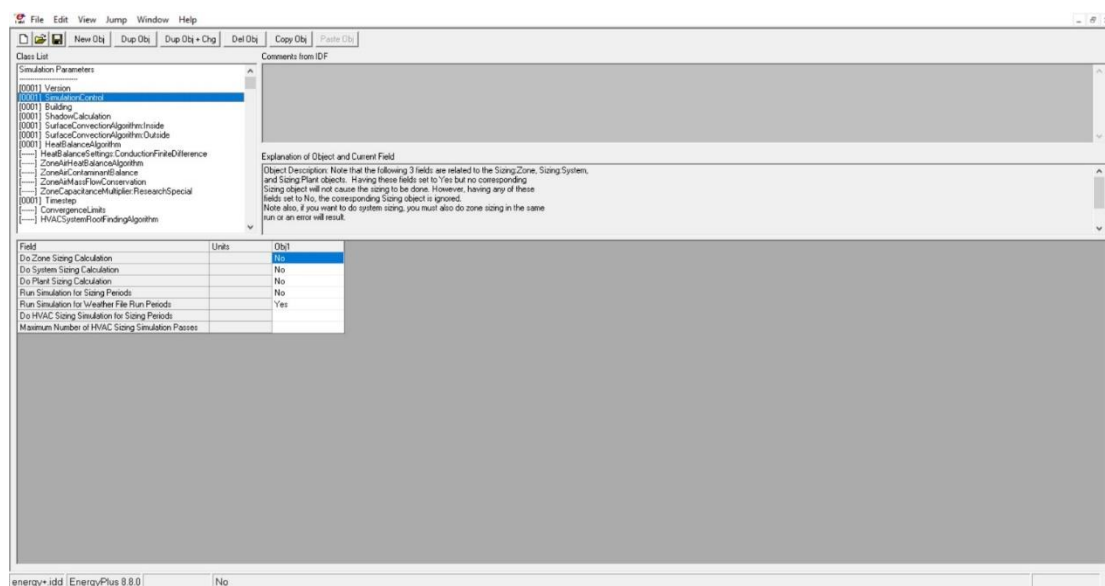 File Edit View Jump Window Help
New Obj Dup Obj Dup Obj + Chg Del Obj Copy Obj Paste Obj
Class List
Comments from IDF
Simulation Parameters
------------------------
[0001] Version
[0001] SimulationControl
[0001] Building
[0001] ShadowCalculation
[0001] SurfaceConvectionAlgorithm:Inside
[0001] SurfaceConvectionAlgorithm:Outside
[0001] HeatBalanceAlgorithm
[------] HeatBalanceSettings:ConductionFiniteDifference
[------] ZoneAirHeatBalanceAlgorithm
[------] ZoneAirContaminantBalance
[------] ZoneAirMassFlowConservation
[------] ZoneCapacitanceMultiplier:ResearchSpecial
[0001] Timestep
[------] ConvergenceLimits
[------] HVACSystemRootFindingAlgorithm
Explanation of Object and Current Field
Object Description: Note that the following 3 fields are related to the Sizing:Zone, Sizing:System,
and Sizing:Plant objects. Having these fields set to Yes but no corresponding
Sizing object will not cause the sizing to be done. However, having any of these
fields set to No, the corresponding Sizing object is ignored.
Note also, if you want to do system sizing, you must also do zone sizing in the same
run or an error will result.
Field Units Obj1
Do Zone Sizing Calculation No
Do System Sizing Calculation No
Do Plant Sizing Calculation No
Run Simulation for Sizing Periods No
Run Simulation for Weather File Run Periods Yes
Do HVAC Sizing Simulation for Sizing Periods
Maximum Number of HVAC Sizing Simulation Passes
energy+.idd EnergyPlus 8.8.0 No